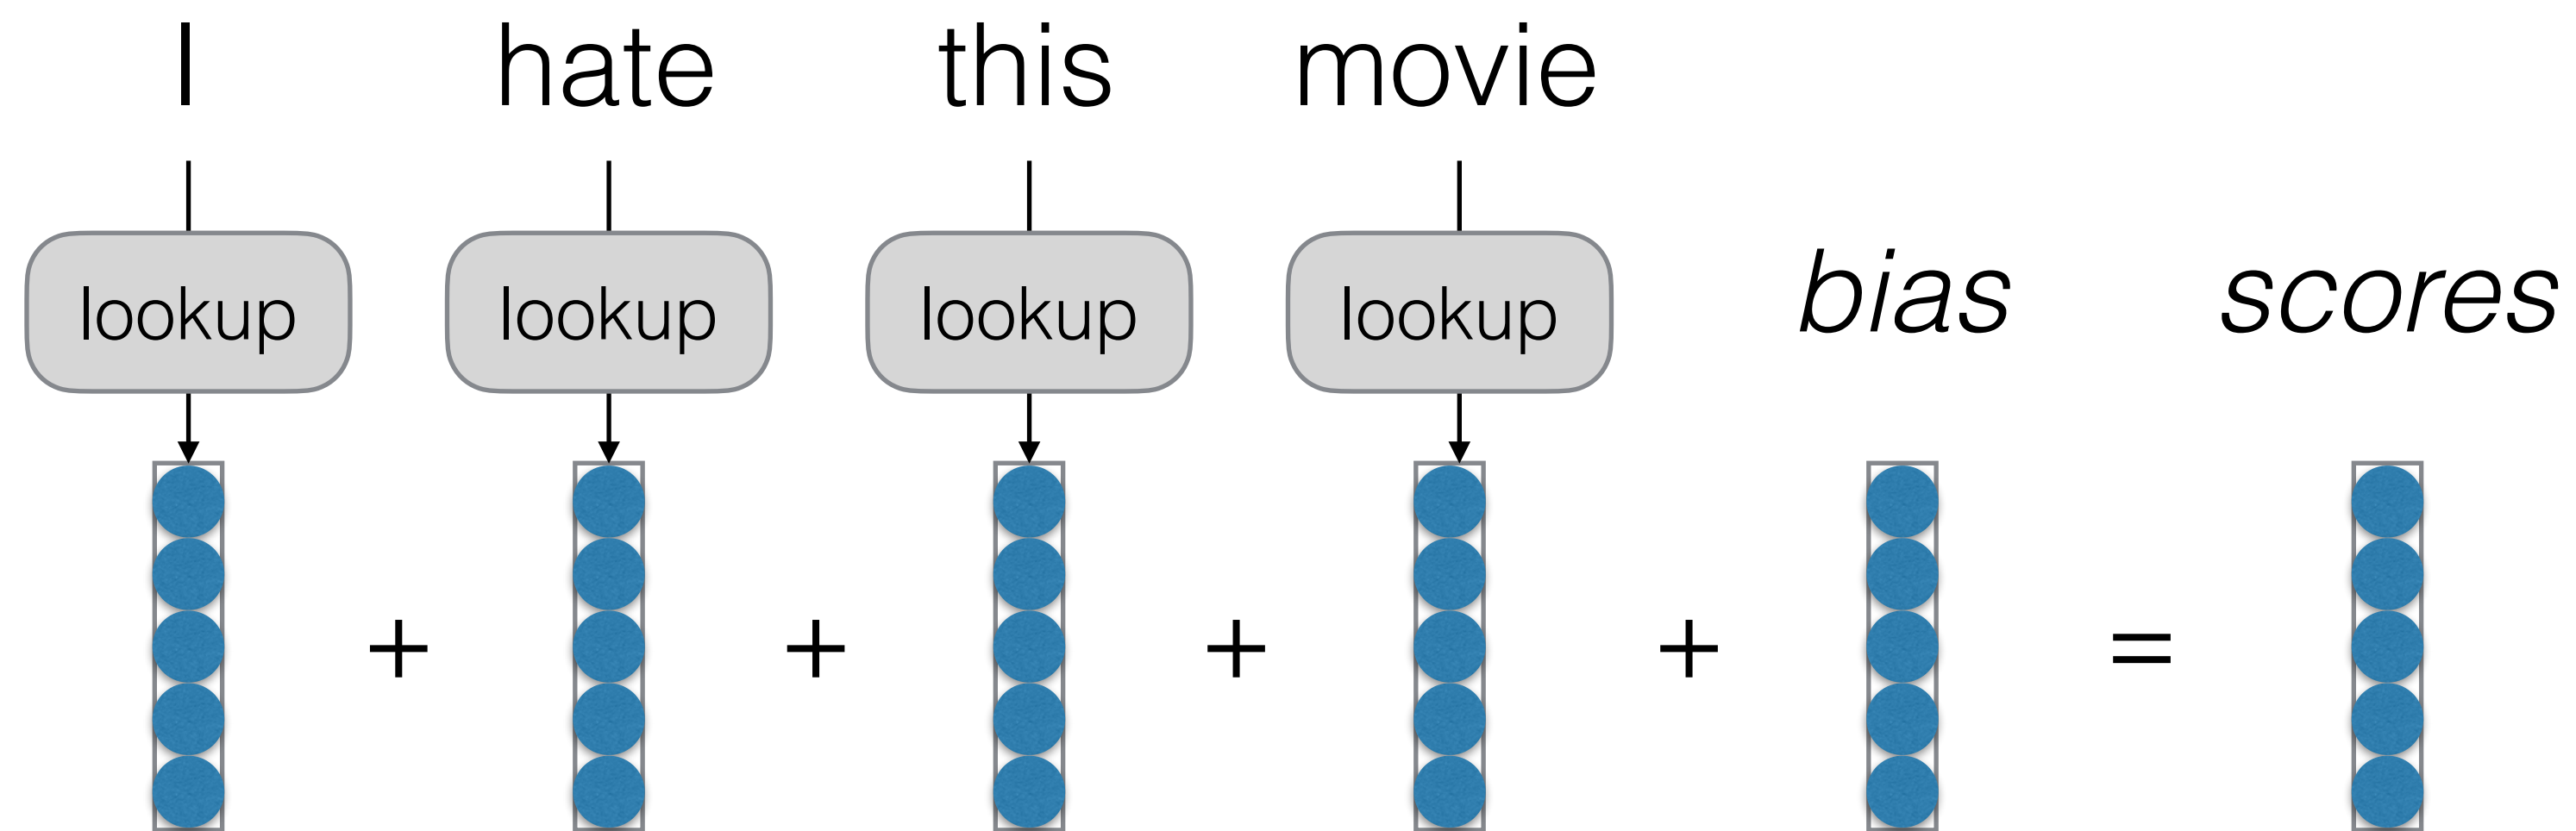 I hate this movie
lookup lookup lookup lookup bias scores
+ + + + =